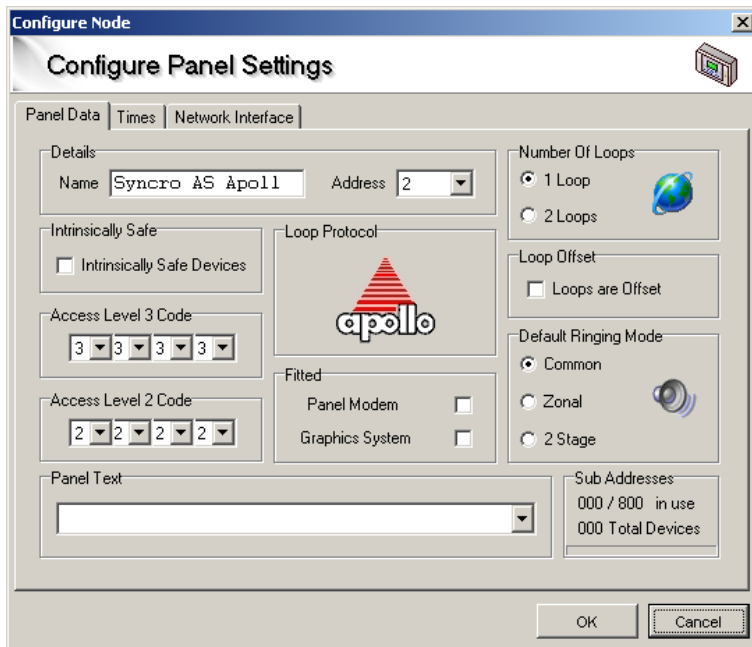 Configure Node
Configure Panel Settings
Panel Data
Times
Network Interface
Details
Name
Syncro AS Apoll
Address
2
Number Of Loops
1 Loop
2 Loops
Intrinsically Safe
Intrinsically Safe Devices
Loop Protocol
apollo
Loop Offset
Loops are Offset
Access Level 3 Code
3 3 3 3
Default Ringing Mode
Common
Zonal
2 Stage
Fitted
Panel Modem
Graphics System
Access Level 2 Code
2 2 2 2
Panel Text
Sub Addresses
000 / 800 in use
000 Total Devices
OK
Cancel